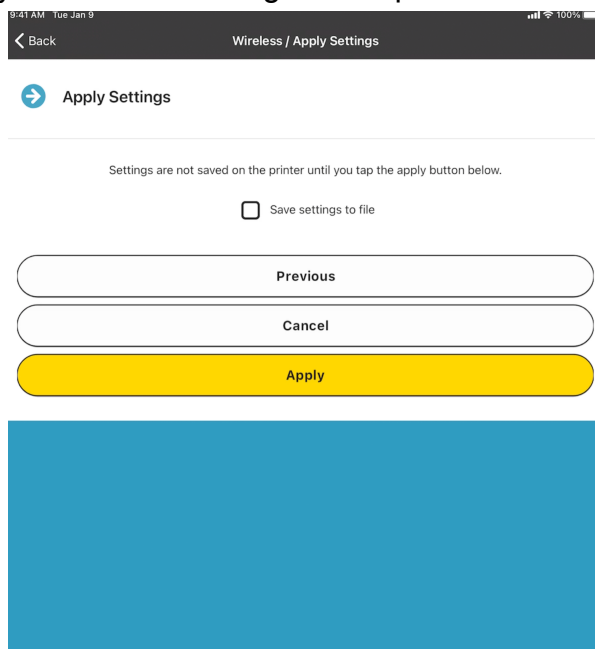 9:41 AM Tue Jan 9 100%
Back Wireless / Apply Settings
Apply Settings
Settings are not saved on the printer until you tap the apply button below.
Save settings to file
Previous
Cancel
Apply